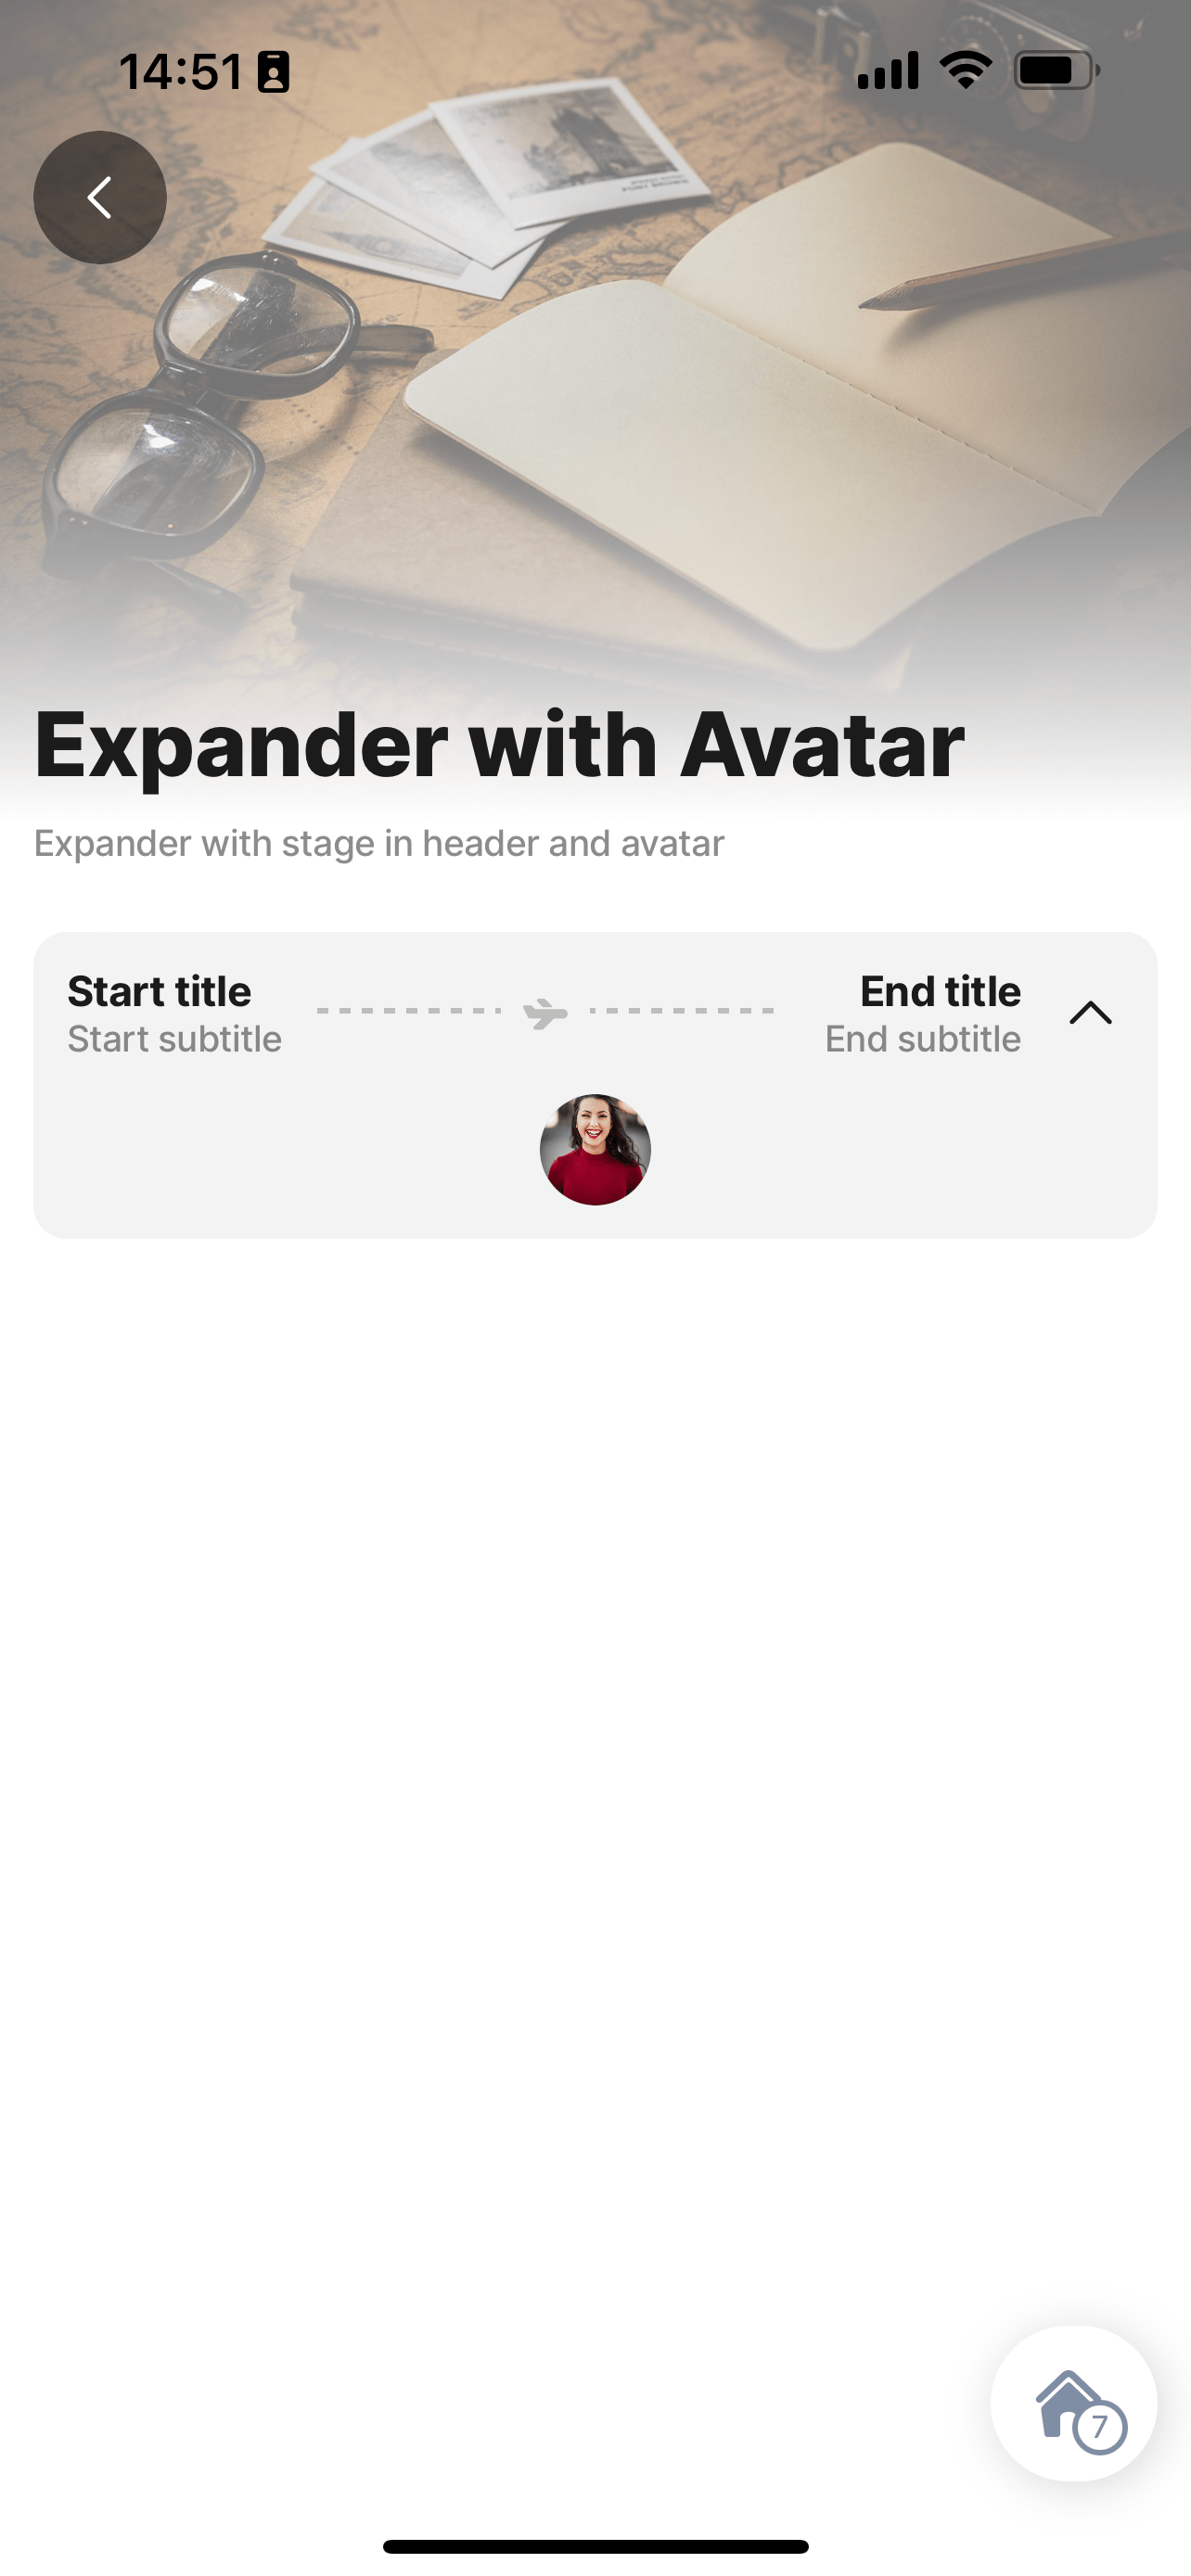 14:51
Expander with Avatar
Expander with stage in header and avatar
Start title
Start subtitle
End title
End subtitle
7